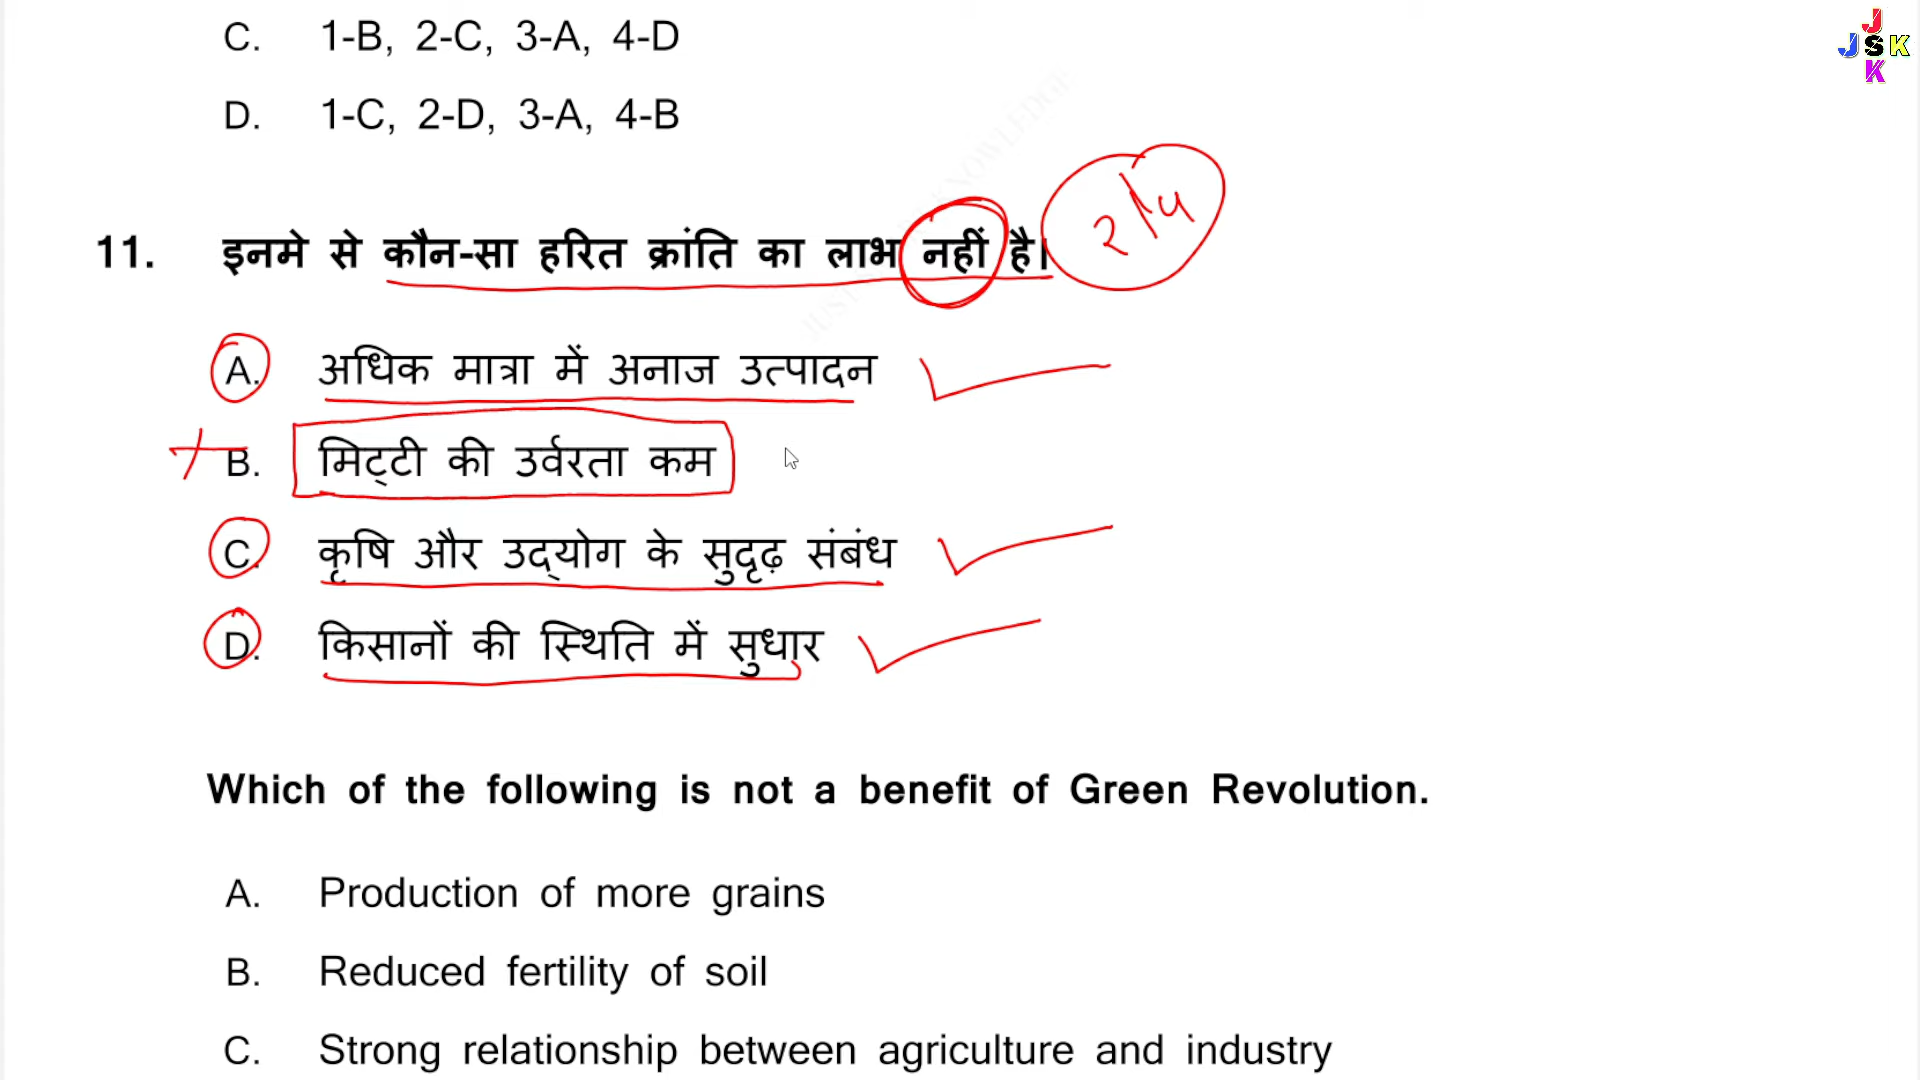 C. 1-B, 2-C, 3-A, 4-D
D. 1-C, 2-D, 3-A, 4-B
11. इनमे से कौन-सा हरित क्रांति का लाभ नहीं है।
A. अधिक मात्रा में अनाज उत्पादन
B. मिट्टी की उर्वरता कम
C. कृषि और उद्योग के सुदृढ़ संबंध
D. किसानों की स्थिति में सुधार
Which of the following is not a benefit of Green Revolution.
A. Production of more grains
B. Reduced fertility of soil
C. Strong relationship between agriculture and industry
J
JSK
K